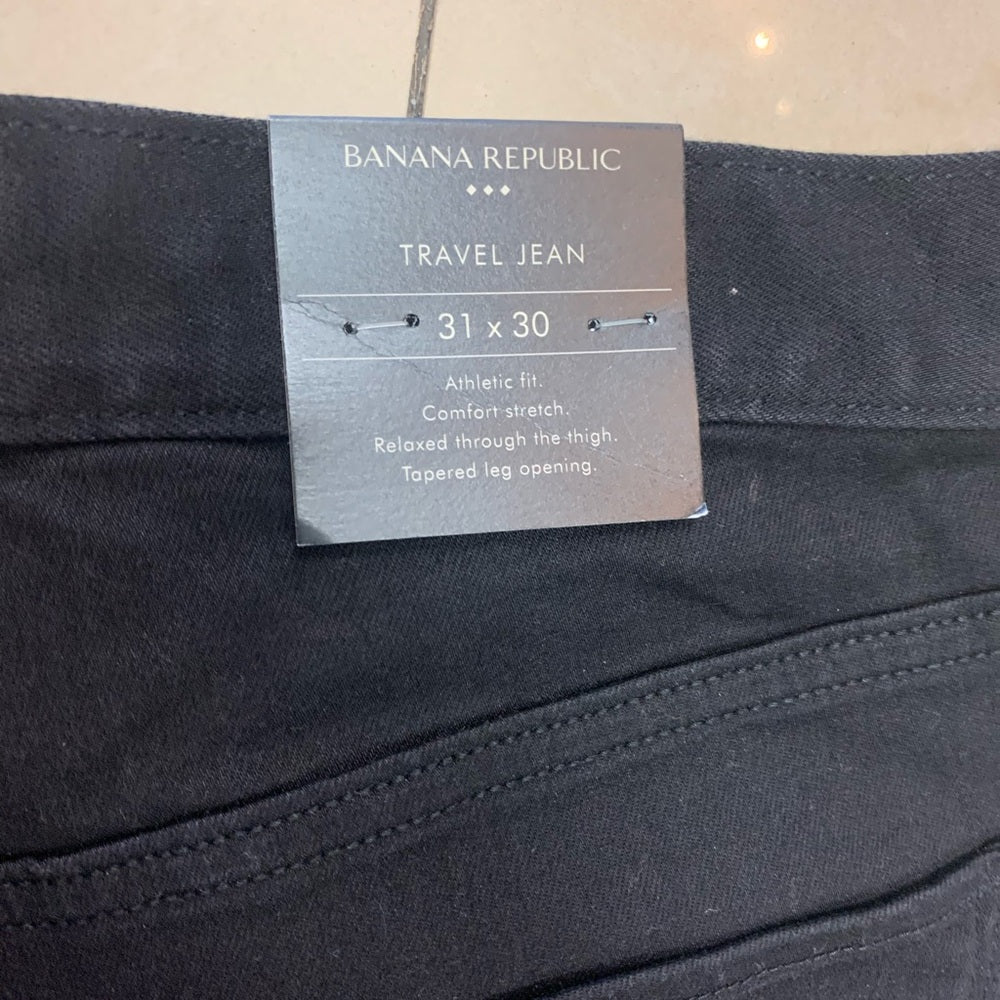 BANANA REPUBLIC
TRAVEL JEAN
31 x 30
Athletic fit.
Comfort stretch.
Relaxed through the thigh.
Tapered leg opening.